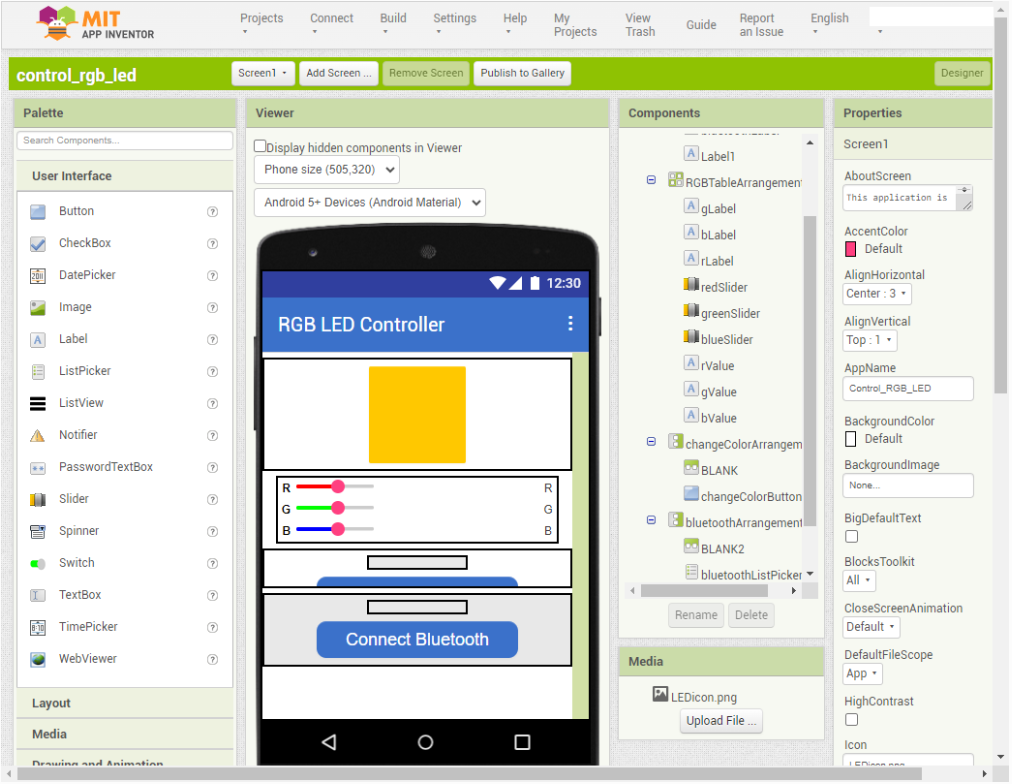 MIT
APP INVENTOR
Projects
Connect
Build
Settings
Help
My
Projects
View
Trash
Guide
Report
an Issue
English
control_rgb_led
Screen1
Add Screen ...
Remove Screen
Publish to Gallery
Designer
Palette
Search Components...
User Interface
Button ?
CheckBox ?
DatePicker ?
Image ?
Label ?
ListPicker ?
ListView ?
Notifier ?
PasswordTextBox ?
Slider ?
Spinner ?
Switch ?
TextBox ?
TimePicker ?
WebViewer ?
Layout
Media
Drawing and Animation
Viewer
Display hidden components in Viewer
Phone size (505,320)
Android 5+ Devices (Android Material)
12:30
RGB LED Controller
R R
G G
B B
Connect Bluetooth
Components
Label1
RGBTableArrangement
gLabel
bLabel
rLabel
redSlider
greenSlider
blueSlider
rValue
gValue
bValue
changeColorArrangem
BLANK
changeColorButton
bluetoothArrangement
BLANK2
bluetoothListPicker
Rename Delete
Media
LEDicon.png
Upload File ...
Properties
Screen1
AboutScreen
This application is
AccentColor
Default
AlignHorizontal
Center : 3
AlignVertical
Top : 1
AppName
Control_RGB_LED
BackgroundColor
Default
BackgroundImage
None...
BigDefaultText
BlocksToolkit
All
CloseScreenAnimation
Default
DefaultFileScope
App
HighContrast
Icon
LEDicon.png